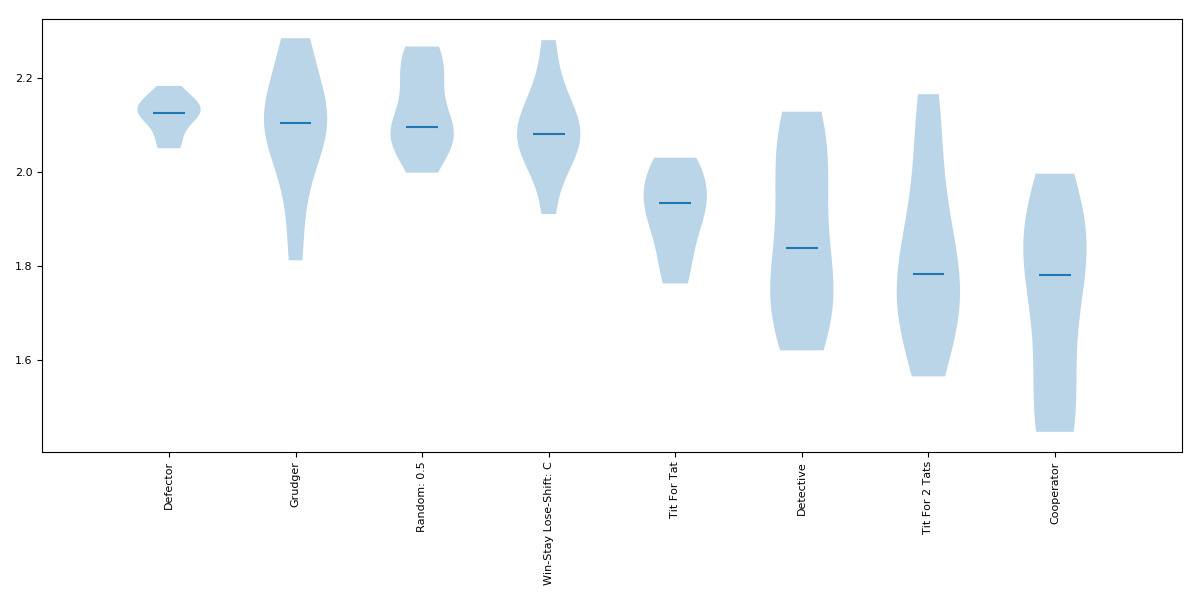 2.2
2.0
1.8
1.6
Defector
Grudger
Random: 0.5
Win-Stay Lose-Shift: C
Tit For Tat
Detective
Tit For 2 Tats
Cooperator